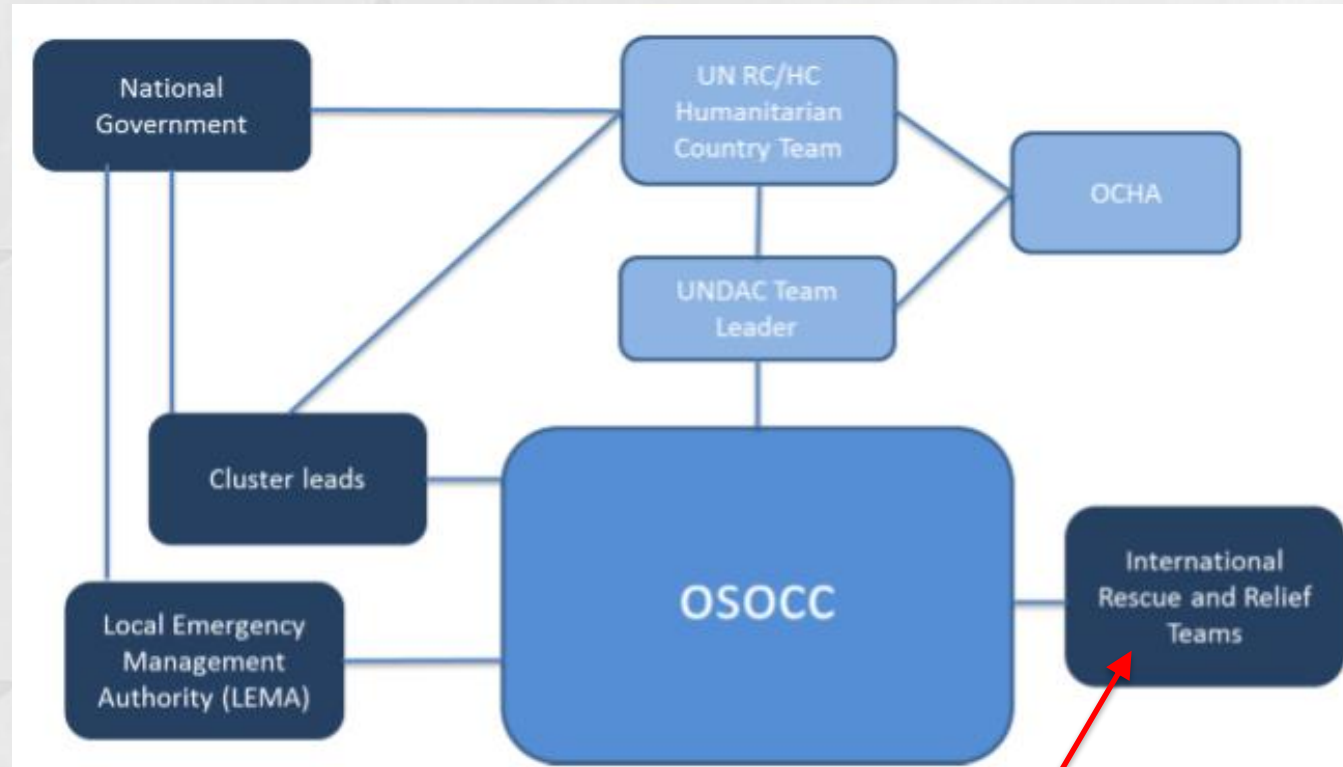 National
Government
UN RC/HC
Humanitarian
Country Team
OCHA
UNDAC Team
Leader
Cluster leads
OSOCC
International
Rescue and Relief
Teams
Local Emergency
Management
Authority (LEMA)